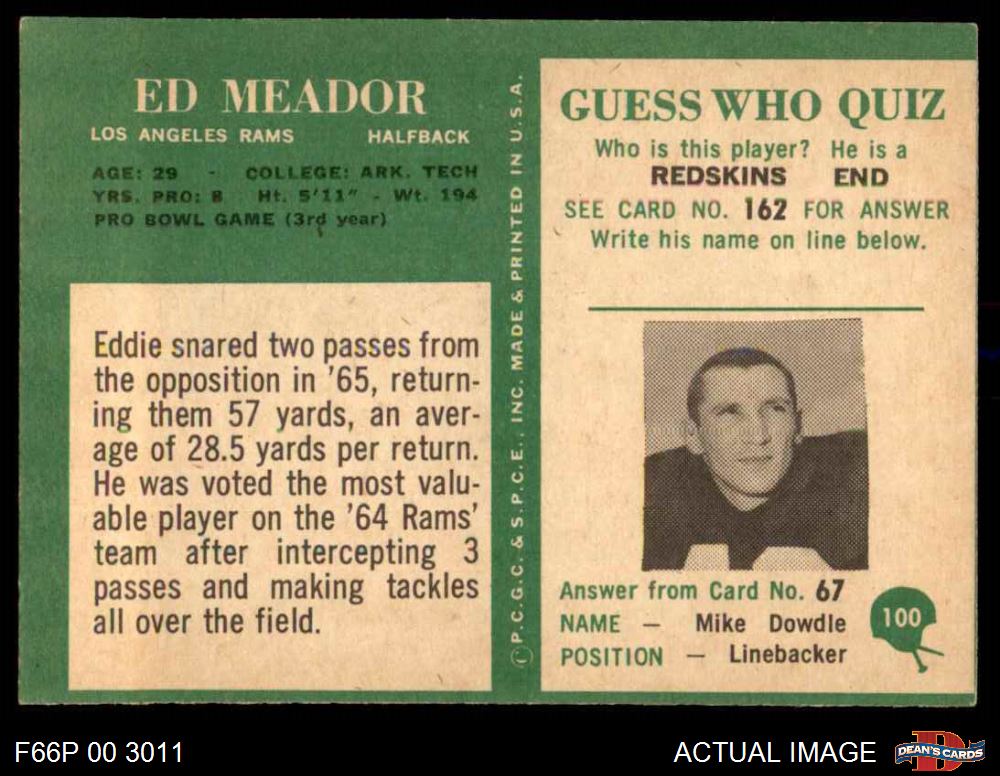 ED MEADOR
LOS ANGELES RAMS HALFBACK
AGE: 29 - COLLEGE: ARK. TECH
YRS. PRO: 8 Ht. 5'11" - Wt. 194
PRO BOWL GAME (3rd year)
Eddie snared two passes from
the opposition in '65, return-
ing them 57 yards, an aver-
age of 28.5 yards per return.
He was voted the most valu-
able player on the '64 Rams'
team after intercepting 3
passes and making tackles
all over the field.
© P.C.G.C. & S.P.C.E., INC. MADE & PRINTED IN U.S.A.
GUESS WHO QUIZ
Who is this player? He is a
REDSKINS END
SEE CARD NO. 162 FOR ANSWER
Write his name on line below.
Answer from Card No. 67
NAME — Mike Dowdle
POSITION — Linebacker
100
F66P 00 3011
ACTUAL IMAGE
DEAN'S CARDS